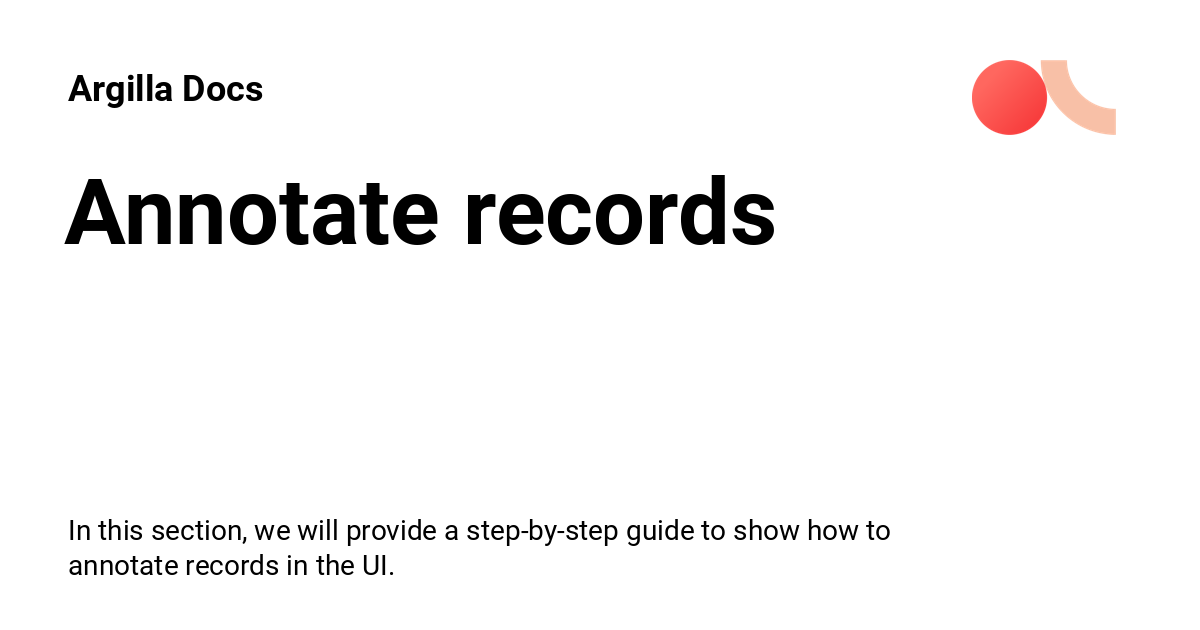 Argilla Docs
Annotate records
In this section, we will provide a step-by-step guide to show how to
annotate records in the UI.